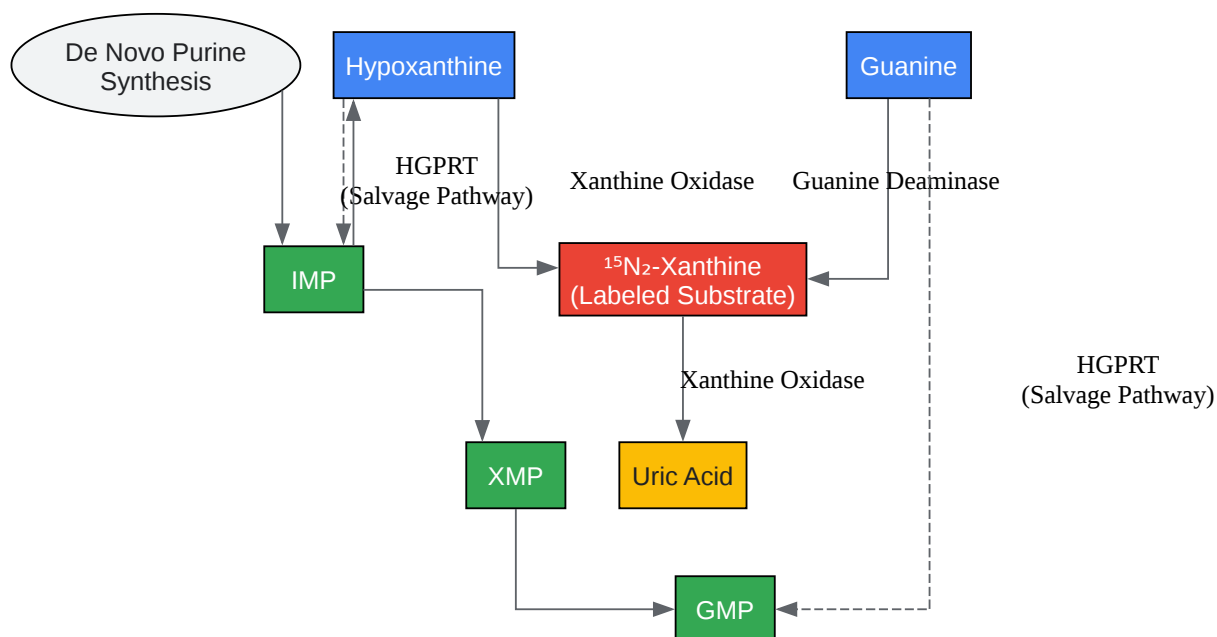 De Novo Purine
Synthesis
Hypoxanthine
Guanine
HGPRT
(Salvage Pathway)
Xanthine Oxidase
Guanine Deaminase
IMP
¹⁵N₂-Xanthine
(Labeled Substrate)
Xanthine Oxidase
HGPRT
(Salvage Pathway)
XMP
Uric Acid
GMP